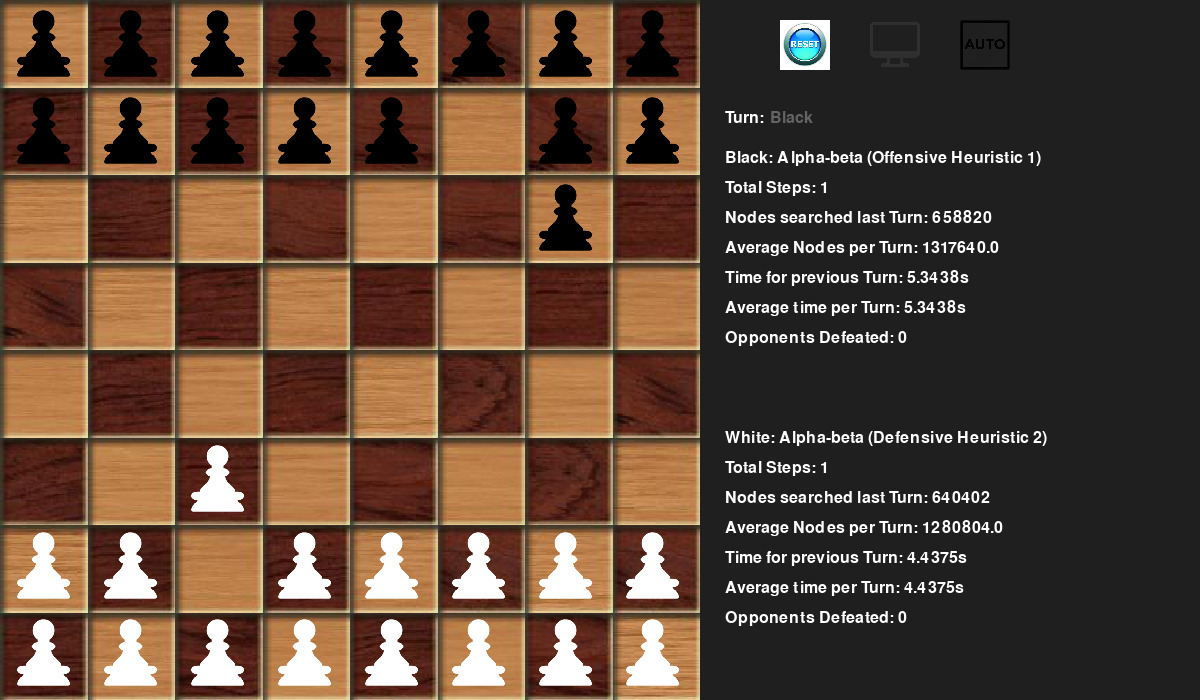 RESET
AUTO
Turn: Black
Black: Alpha-beta (Offensive Heuristic 1)
Total Steps: 1
Nodes searched last Turn: 658820
Average Nodes per Turn: 1317640.0
Time for previous Turn: 5.3438s
Average time per Turn: 5.3438s
Opponents Defeated: 0
White: Alpha-beta (Defensive Heuristic 2)
Total Steps: 1
Nodes searched last Turn: 640402
Average Nodes per Turn: 1280804.0
Time for previous Turn: 4.4375s
Average time per Turn: 4.4375s
Opponents Defeated: 0